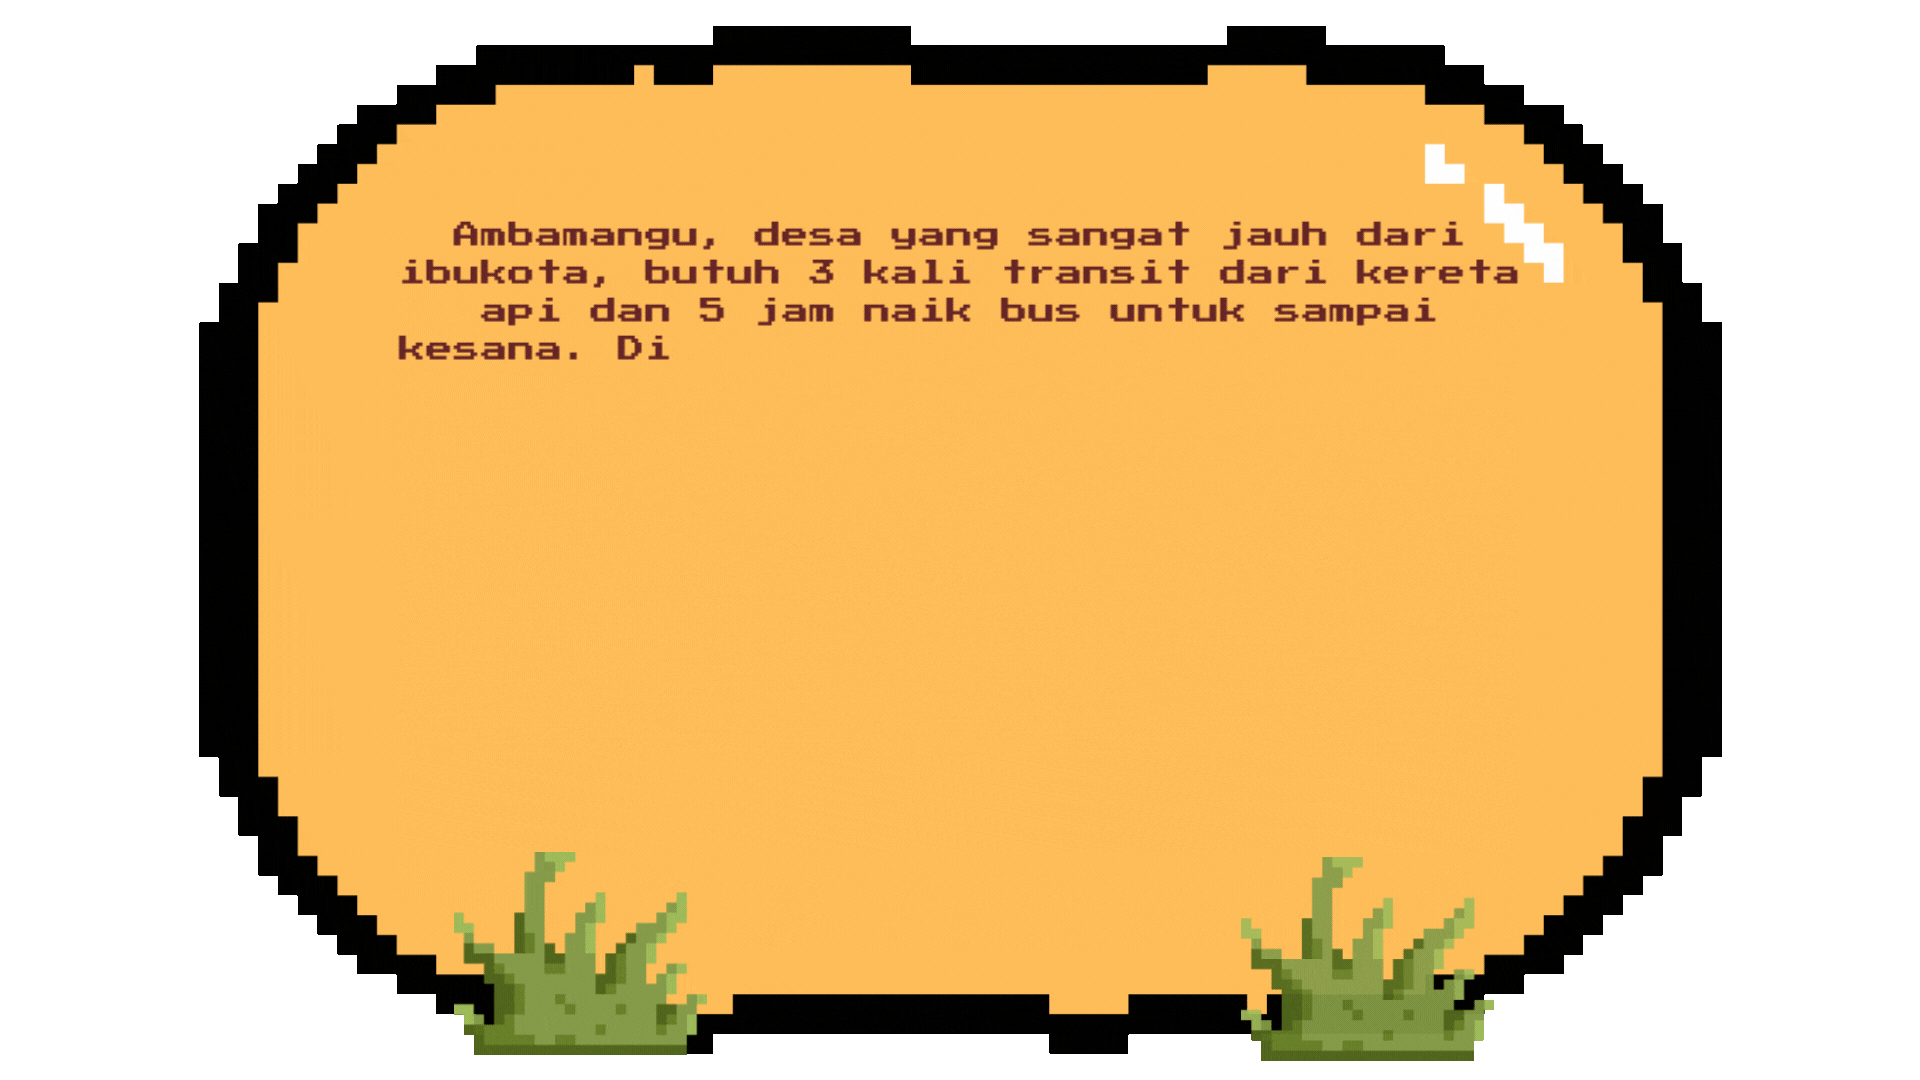 Ambamangu, desa yang sangat jauh dari
ibukota, butuh 3 kali transit dari kereta
api dan 5 jam naik bus untuk sampai
kesana. Di